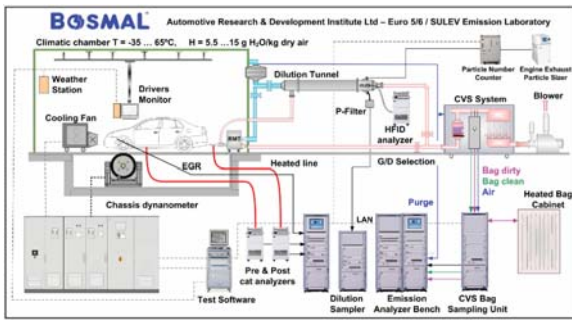 BOSMAL Automotive Research & Development Institute Ltd – Euro 5/6 / SULEV Emission Laboratory
Climatic chamber T = -35 ... 65ºC, H = 5.5 ...15 g H₂O/kg dry air
Weather
Station
Drivers
Monitor
Cooling Fan
Dilution Tunnel
Particle Number
Counter
Engine Exhaust
Particle Sizer
P-Filter
HFID
analyzer
CVS System
Blower
RMT
EGR
Heated line
G/D Selection
Bag dirty
Bag clean
Air
Chassis dynanometer
LAN
Purge
Heated Bag
Cabinet
Test Software
Pre & Post
cat analyzers
Dilution
Sampler
Emission
Analyzer Bench
CVS Bag
Sampling Unit